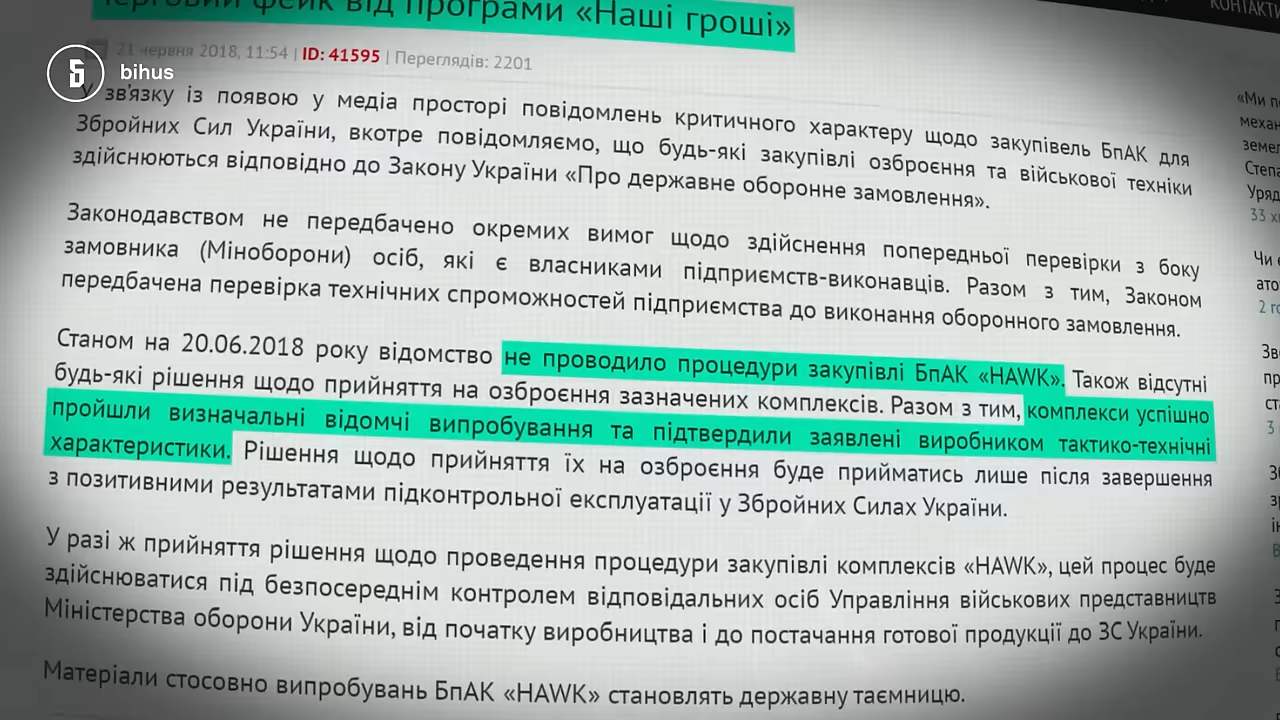 Черговий фейк від програми «Наші гроші»
КОНТАКТИ
21 червня 2018, 11:54 | ID: 41595 | Переглядів: 2201
bihus
У зв'язку із появою у медіа просторі повідомлень критичного характеру щодо закупівель БпАК для
Збройних Сил України, вкотре повідомляємо, що будь-які закупівлі озброєння та військової техніки
здійснюються відповідно до Закону України «Про державне оборонне замовлення».
Законодавством не передбачено окремих вимог щодо здійснення попередньої перевірки з боку
замовника (Міноборони) осіб, які є власниками підприємств-виконавців. Разом з тим, Законом
передбачена перевірка технічних спроможностей підприємства до виконання оборонного замовлення.
Станом на 20.06.2018 року відомство не проводило процедури закупівлі БпАК «HAWK». Також відсутні
будь-які рішення щодо прийняття на озброєння зазначених комплексів. Разом з тим, комплекси успішно
пройшли визначальні відомчі випробування та підтвердили заявлені виробником тактико-технічні
характеристики. Рішення щодо прийняття їх на озброєння буде прийматись лише після завершення
з позитивними результатами підконтрольної експлуатації у Збройних Силах України.
У разі ж прийняття рішення щодо проведення процедури закупівлі комплексів «HAWK», цей процес буде
здійснюватися під безпосереднім контролем відповідальних осіб Управління військових представництв
Міністерства оборони України, від початку виробництва і до постачання готової продукції до ЗС України.
Матеріали стосовно випробувань БпАК «HAWK» становлять державну таємницю.
«Ми